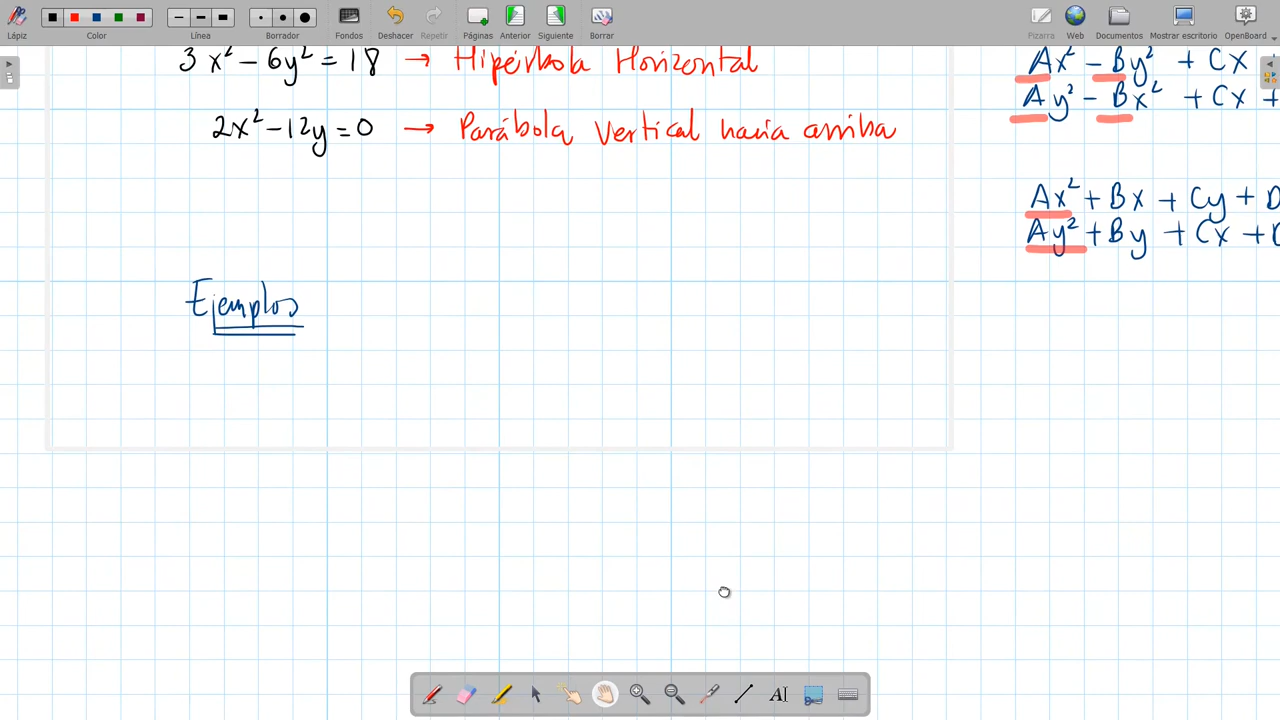 Lápiz Color Línea Borrador Fondos Deshacer Repetir Páginas Anterior Siguiente Borrar Pizarra Web Documentos Mostrar escritorio OpenBoard
3x² - 6y² = 18 → Hipérbola Horizontal
2x² - 12y = 0 → Parábola vertical hacia arriba
Ejemplos
Ax² - By² + Cx +
Ay² - Bx² + Cx +
Ax² + Bx + Cy + D
Ay² + By + Cx + D
AI